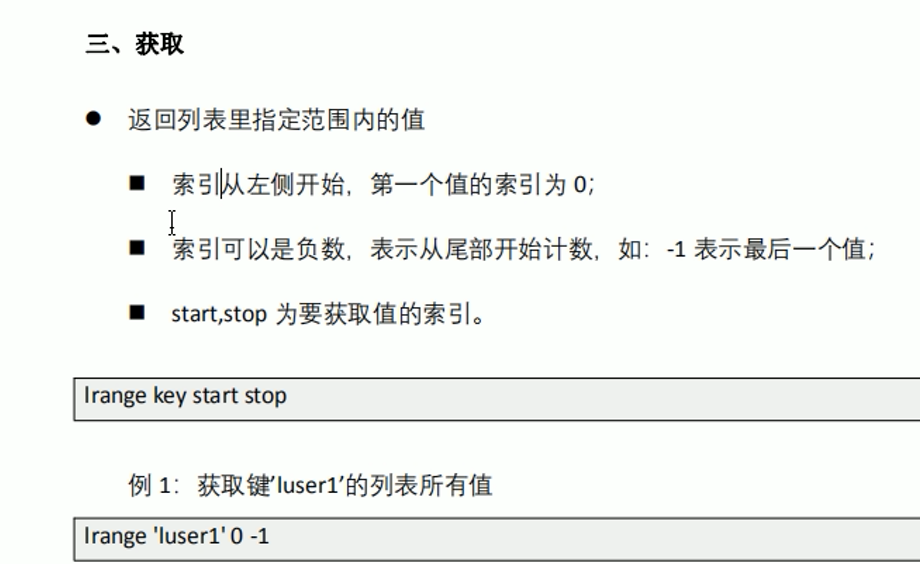 三、获取
● 返回列表里指定范围内的值
■ 索引从左侧开始，第一个值的索引为 0；
■ 索引可以是负数，表示从尾部开始计数，如：-1 表示最后一个值；
■ start,stop 为要获取值的索引。
lrange key start stop
例 1：获取键’luser1’的列表所有值
lrange 'luser1' 0 -1